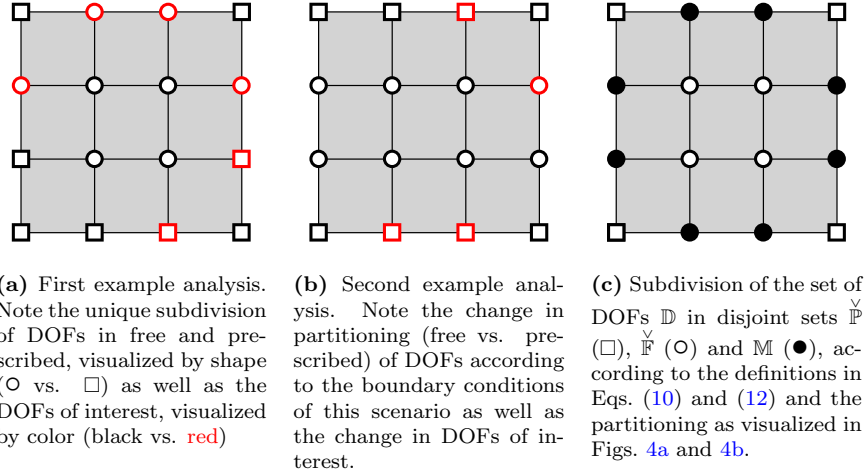 (a) First example analysis.
Note the unique subdivision
of DOFs in free and pre-
scribed, visualized by shape
(○ vs. □) as well as the
DOFs of interest, visualized
by color (black vs. red)
(b) Second example anal-
ysis. Note the change in
partitioning (free vs. pre-
scribed) of DOFs according
to the boundary conditions
of this scenario as well as
the change in DOFs of in-
terest.
(c) Subdivision of the set of
DOFs 𝔻 in disjoint sets ℙ̌
(□), 𝔽̌ (○) and 𝕄 (●), ac-
cording to the definitions in
Eqs. (10) and (12) and the
partitioning as visualized in
Figs. 4a and 4b.